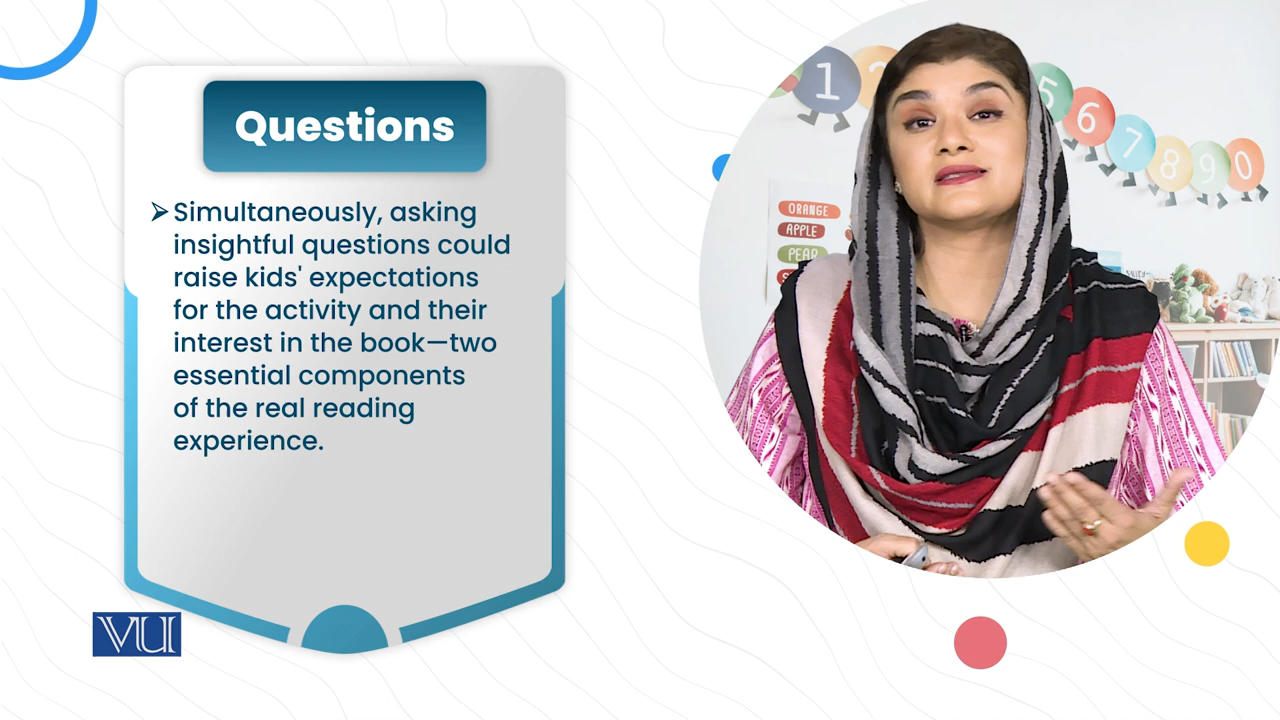 Questions
➢ Simultaneously, asking
insightful questions could
raise kids' expectations
for the activity and their
interest in the book—two
essential components
of the real reading
experience.
VU
1
5
6
7
8
9
0
ORANGE
APPLE
PEAR